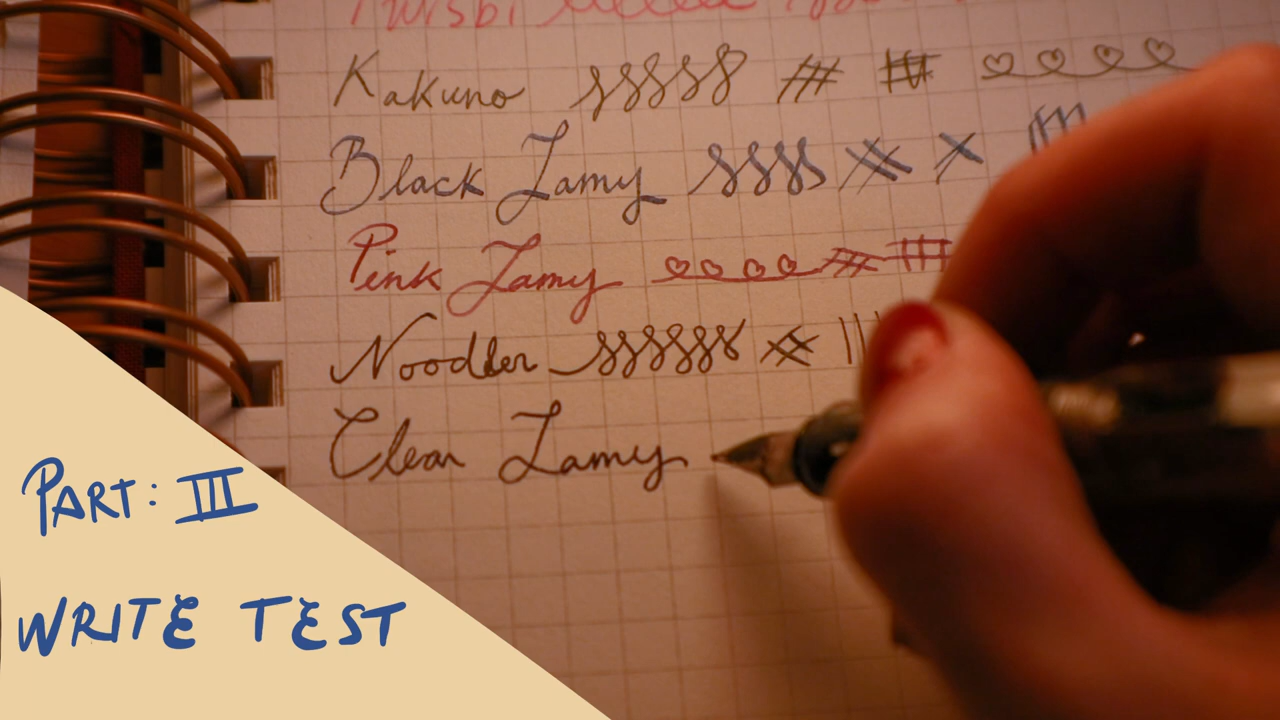 Kakuno
Black Lamy
Pink Lamy
Noodler
Clear Lamy
PART: III
WRITE TEST